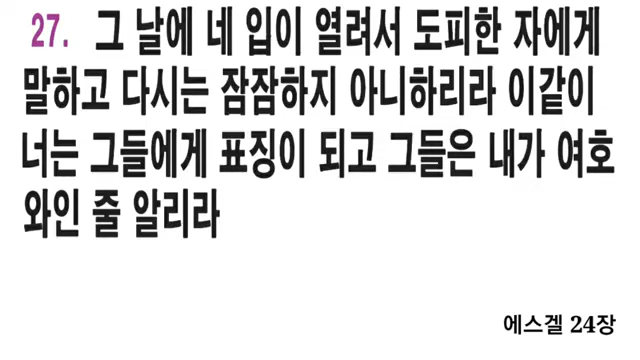 27. 그 날에 네 입이 열려서 도피한 자에게
말하고 다시는 잠잠하지 아니하리라 이같이
너는 그들에게 표징이 되고 그들은 내가 여호
와인 줄 알리라
에스겔 24장